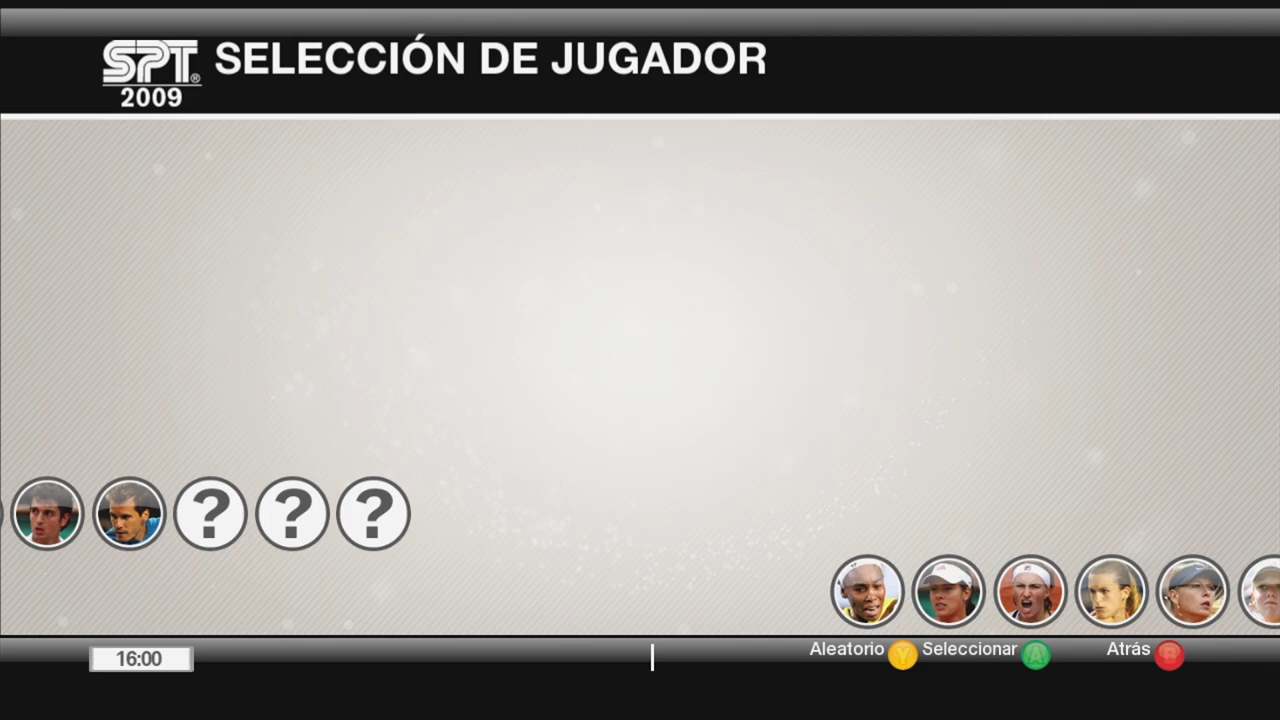 SPT® SELECCIÓN DE JUGADOR
2009
? ? ?
16:00 Aleatorio Y Seleccionar A Atrás B